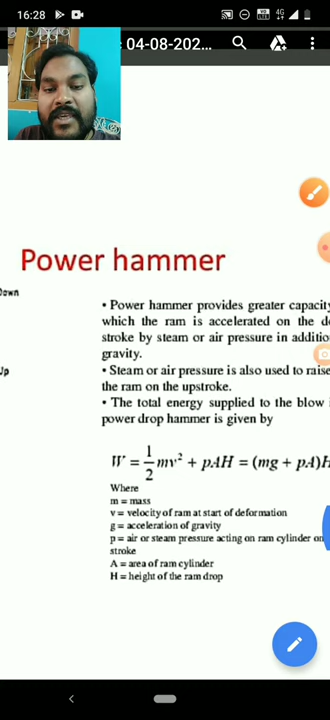 16:28
04-08-202...
Vo LTE 4G
Power hammer
Down
Up
• Power hammer provides greater capacity
which the ram is accelerated on the d
stroke by steam or air pressure in additio
gravity.
• Steam or air pressure is also used to raise
the ram on the upstroke.
• The total energy supplied to the blow i
power drop hammer is given by
W = 1/2 mv² + pAH = (mg + pA)H
Where
m = mass
v = velocity of ram at start of deformation
g = acceleration of gravity
p = air or steam pressure acting on ram cylinder on
stroke
A = area of ram cylinder
H = height of the ram drop